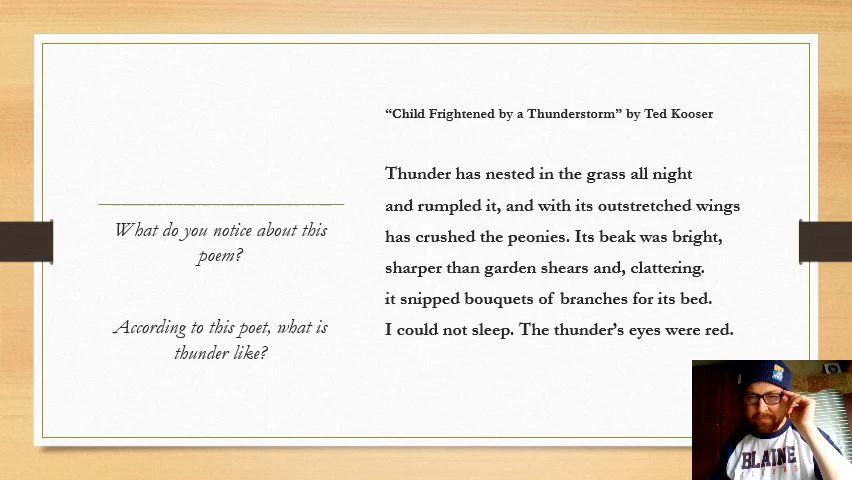 “Child Frightened by a Thunderstorm” by Ted Kooser
Thunder has nested in the grass all night
and rumpled it, and with its outstretched wings
has crushed the peonies. Its beak was bright,
sharper than garden shears and, clattering.
it snipped bouquets of branches for its bed.
I could not sleep. The thunder’s eyes were red.
What do you notice about this
poem?
According to this poet, what is
thunder like?
BLAINE